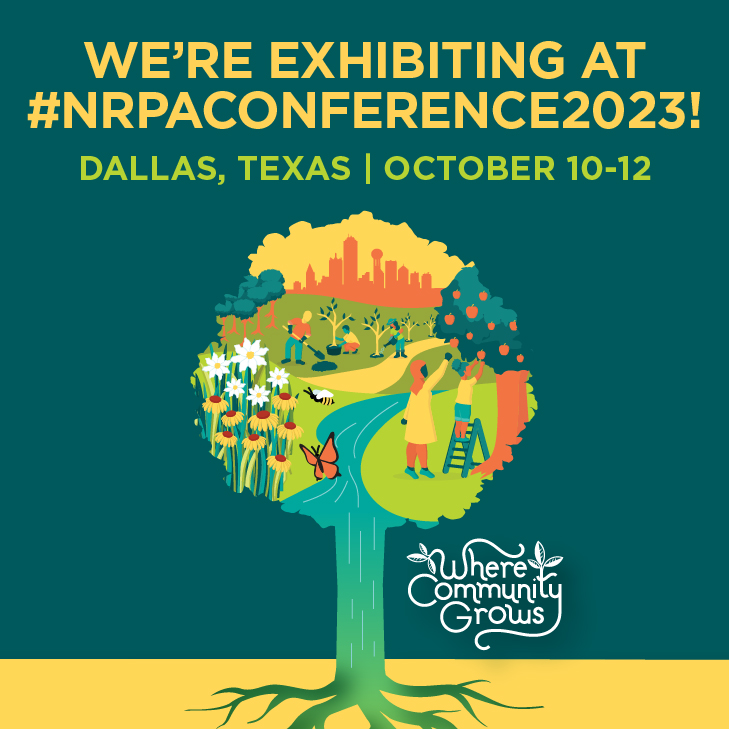 WE'RE EXHIBITING AT
#NRPACONFERENCE2023!
DALLAS, TEXAS | OCTOBER 10-12
Where
Community
Grows